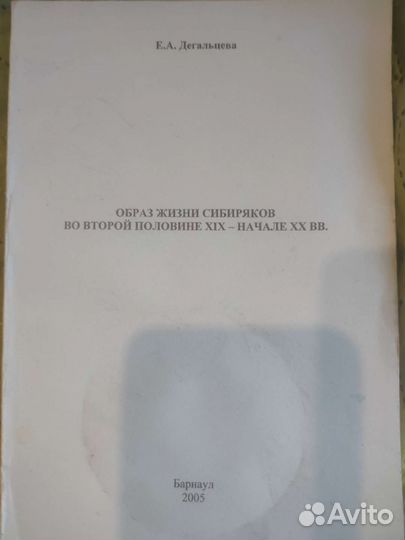 Е.А. Дегальцева
ОБРАЗ ЖИЗНИ СИБИРЯКОВ
ВО ВТОРОЙ ПОЛОВИНЕ XIX – НАЧАЛЕ XX ВВ.
Барнаул
2005
Avito